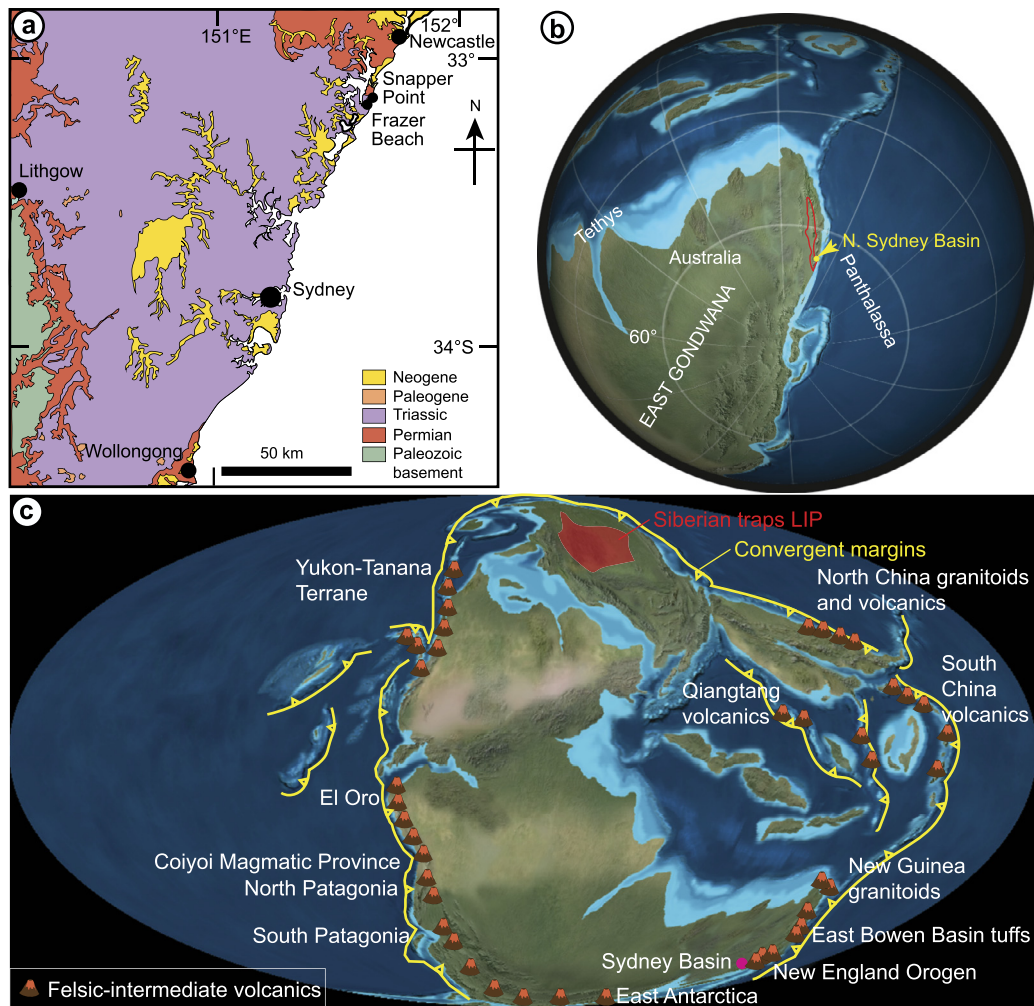 a
151°E
152°
Newcastle
33°
Snapper
Point
Frazer
Beach
N
Lithgow
Sydney
34°S
Neogene
Paleogene
Triassic
Permian
Paleozoic
basement
Wollongong
50 km
b
Tethys
Australia
N. Sydney Basin
Panthalassa
60°
EAST GONDWANA
c
Siberian traps LIP
Convergent margins
Yukon-Tanana
Terrane
North China granitoids
and volcanics
South
China
volcanics
Qiangtang
volcanics
El Oro
Coiyoi Magmatic Province
North Patagonia
New Guinea
granitoids
South Patagonia
East Bowen Basin tuffs
Sydney Basin
New England Orogen
East Antarctica
Felsic-intermediate volcanics